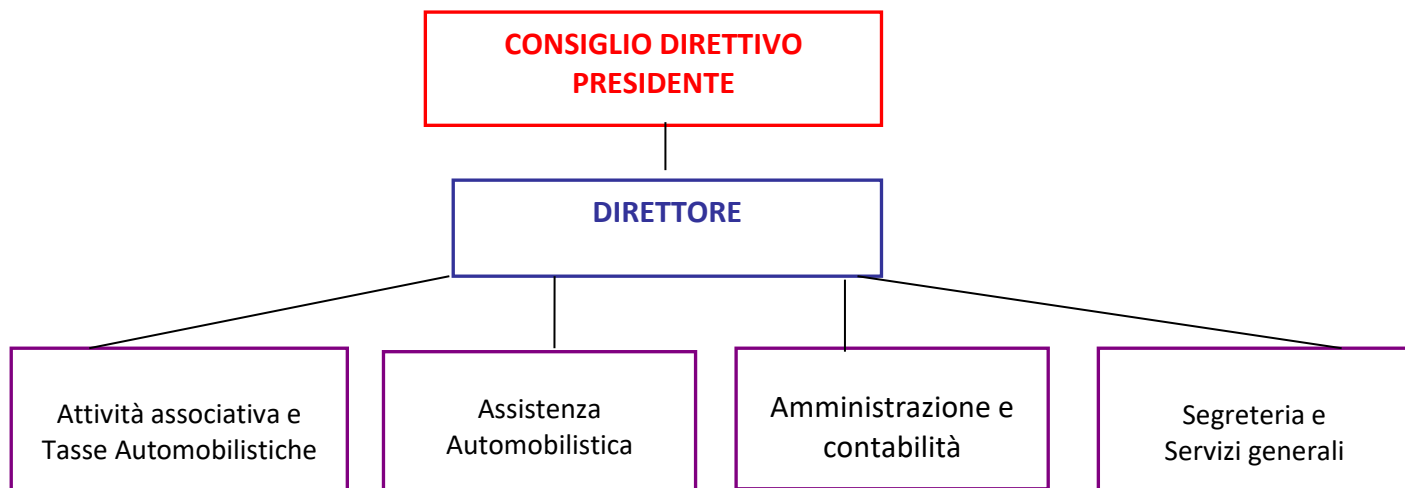 CONSIGLIO DIRETTIVO
PRESIDENTE
DIRETTORE
Attività associativa e
Tasse Automobilistiche
Assistenza
Automobilistica
Amministrazione e
contabilità
Segreteria e
Servizi generali